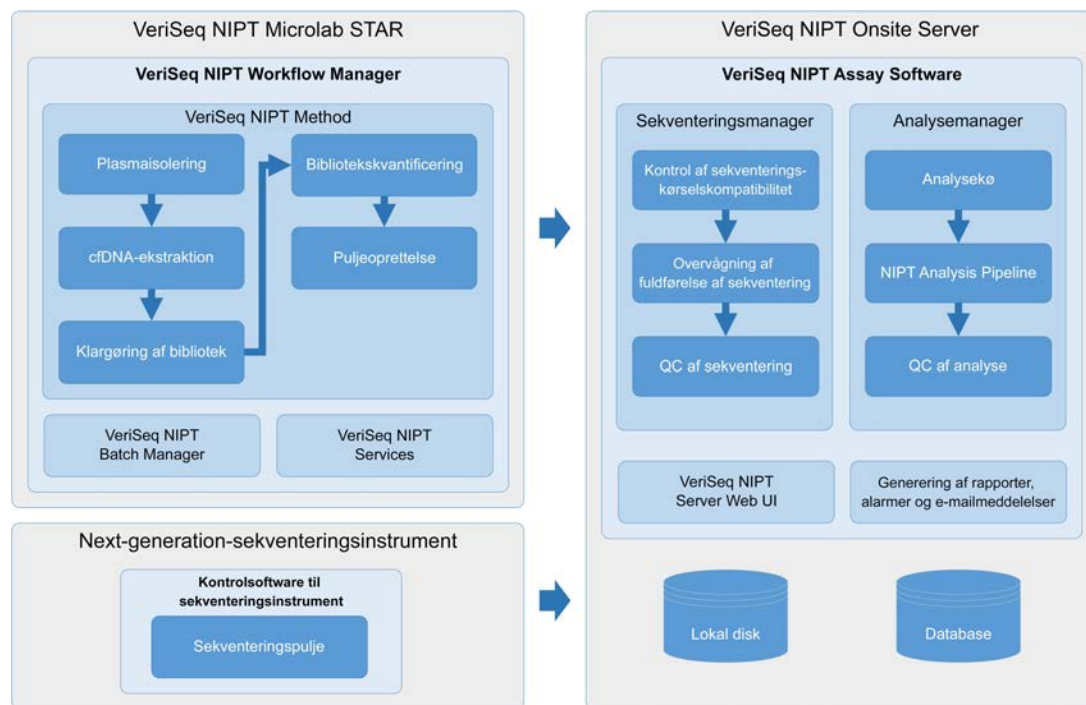 VeriSeq NIPT Microlab STAR
VeriSeq NIPT Workflow Manager
VeriSeq NIPT Method
Plasmaisolering
cfDNA-ekstraktion
Klargøring af bibliotek
Bibliotekskvantificering
Puljeoprettelse
VeriSeq NIPT
Batch Manager
VeriSeq NIPT
Services
Next-generation-sekventeringsinstrument
Kontrolsoftware til
sekventeringsinstrument
Sekventeringspulje
VeriSeq NIPT Onsite Server
VeriSeq NIPT Assay Software
Sekventeringsmanager
Kontrol af sekventerings-
kørselskompatibilitet
Overvågning af
fuldførelse af sekventering
QC af sekventering
Analysemanager
Analysekø
NIPT Analysis Pipeline
QC af analyse
VeriSeq NIPT
Server Web UI
Generering af rapporter,
alarmer og e-mailmeddelelser
Lokal disk
Database